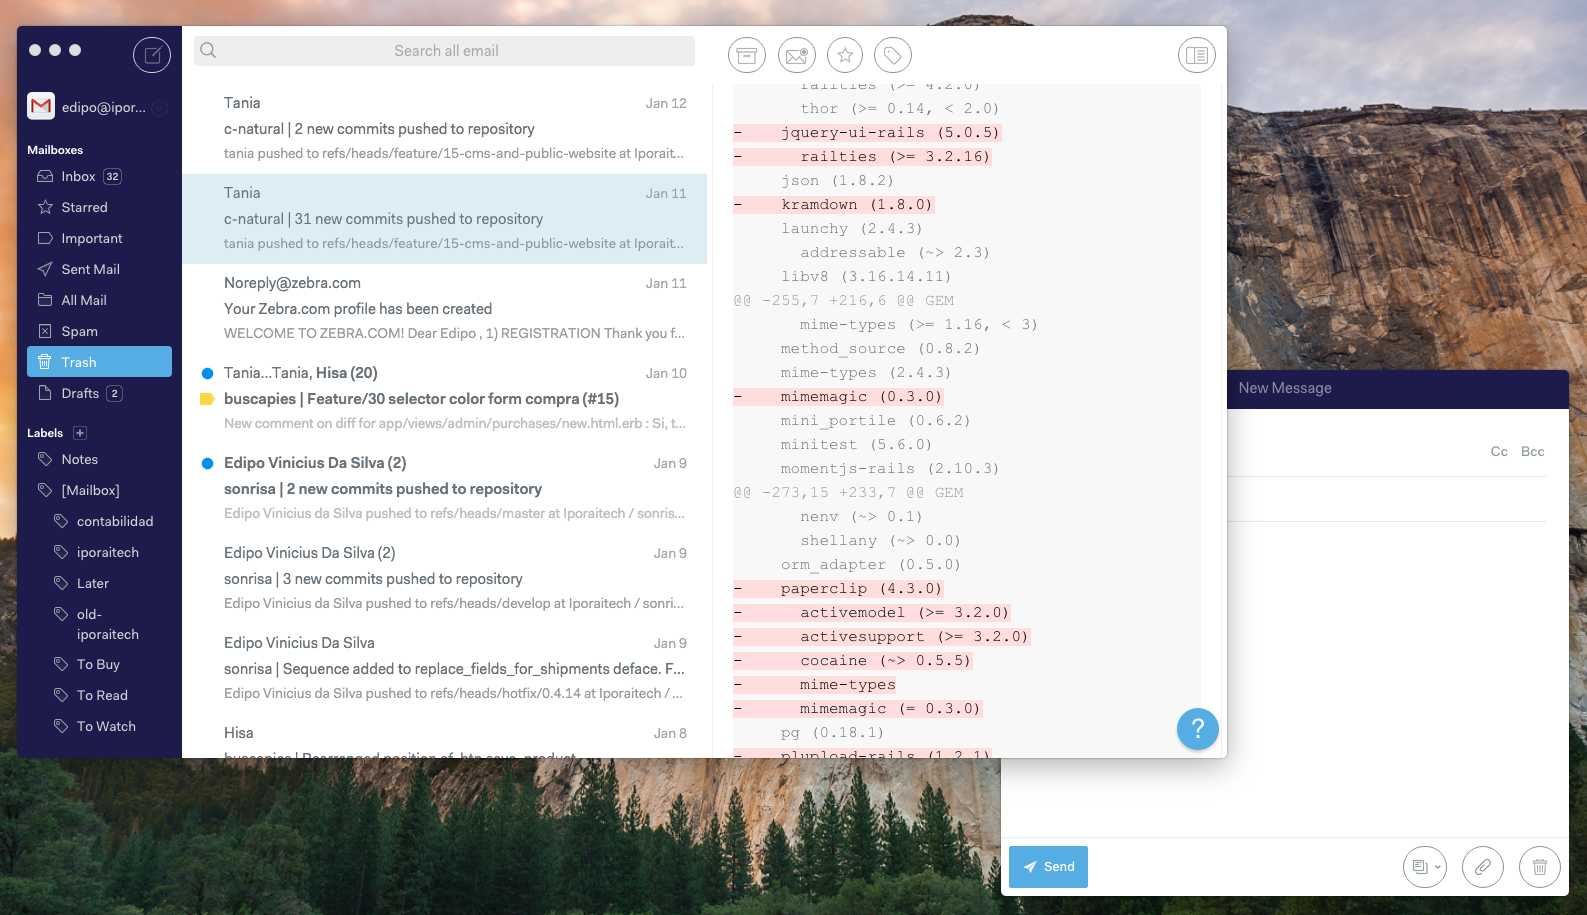 edipo@ipor...
Mailboxes
Inbox 32
Starred
Important
Sent Mail
All Mail
Spam
Trash
Drafts 2
Labels +
Notes
[Mailbox]
contabilidad
iporaitech
Later
old-
iporaitech
To Buy
To Read
To Watch
Search all email
Tania Jan 12
c-natural | 2 new commits pushed to repository
tania pushed to refs/heads/feature/15-cms-and-public-website at Iporait...
Tania Jan 11
c-natural | 31 new commits pushed to repository
tania pushed to refs/heads/feature/15-cms-and-public-website at Iporait...
Noreply@zebra.com Jan 11
Your Zebra.com profile has been created
WELCOME TO ZEBRA.COM! Dear Edipo , 1) REGISTRATION Thank you f...
Tania...Tania, Hisa (20) Jan 10
buscapies | Feature/30 selector color form compra (#15)
New comment on diff for app/views/admin/purchases/new.html.erb : Si, t...
Edipo Vinicius Da Silva (2) Jan 9
sonrisa | 2 new commits pushed to repository
Edipo Vinicius da Silva pushed to refs/heads/master at Iporaitech / sonris...
Edipo Vinicius Da Silva (2) Jan 9
sonrisa | 3 new commits pushed to repository
Edipo Vinicius da Silva pushed to refs/heads/develop at Iporaitech / sonri...
Edipo Vinicius Da Silva Jan 9
sonrisa | Sequence added to replace_fields_for_shipments deface. F...
Edipo Vinicius da Silva pushed to refs/heads/hotfix/0.4.14 at Iporaitech / ...
Hisa Jan 8
buscapies | Rearranged position of btn save_product
railties (>= 4.2.0)
thor (>= 0.14, < 2.0)
- jquery-ui-rails (5.0.5)
- railties (>= 3.2.16)
json (1.8.2)
- kramdown (1.8.0)
launchy (2.4.3)
addressable (~> 2.3)
libv8 (3.16.14.11)
@@ -255,7 +216,6 @@ GEM
mime-types (>= 1.16, < 3)
method_source (0.8.2)
mime-types (2.4.3)
- mimemagic (0.3.0)
mini_portile (0.6.2)
minitest (5.6.0)
momentjs-rails (2.10.3)
@@ -273,15 +233,7 @@ GEM
nenv (~> 0.1)
shellany (~> 0.0)
orm_adapter (0.5.0)
- paperclip (4.3.0)
- activemodel (>= 3.2.0)
- activesupport (>= 3.2.0)
- cocaine (~> 0.5.5)
- mime-types
- mimemagic (= 0.3.0)
pg (0.18.1)
- plupload-rails (1.2.1)
?
New Message
Cc Bcc
Send